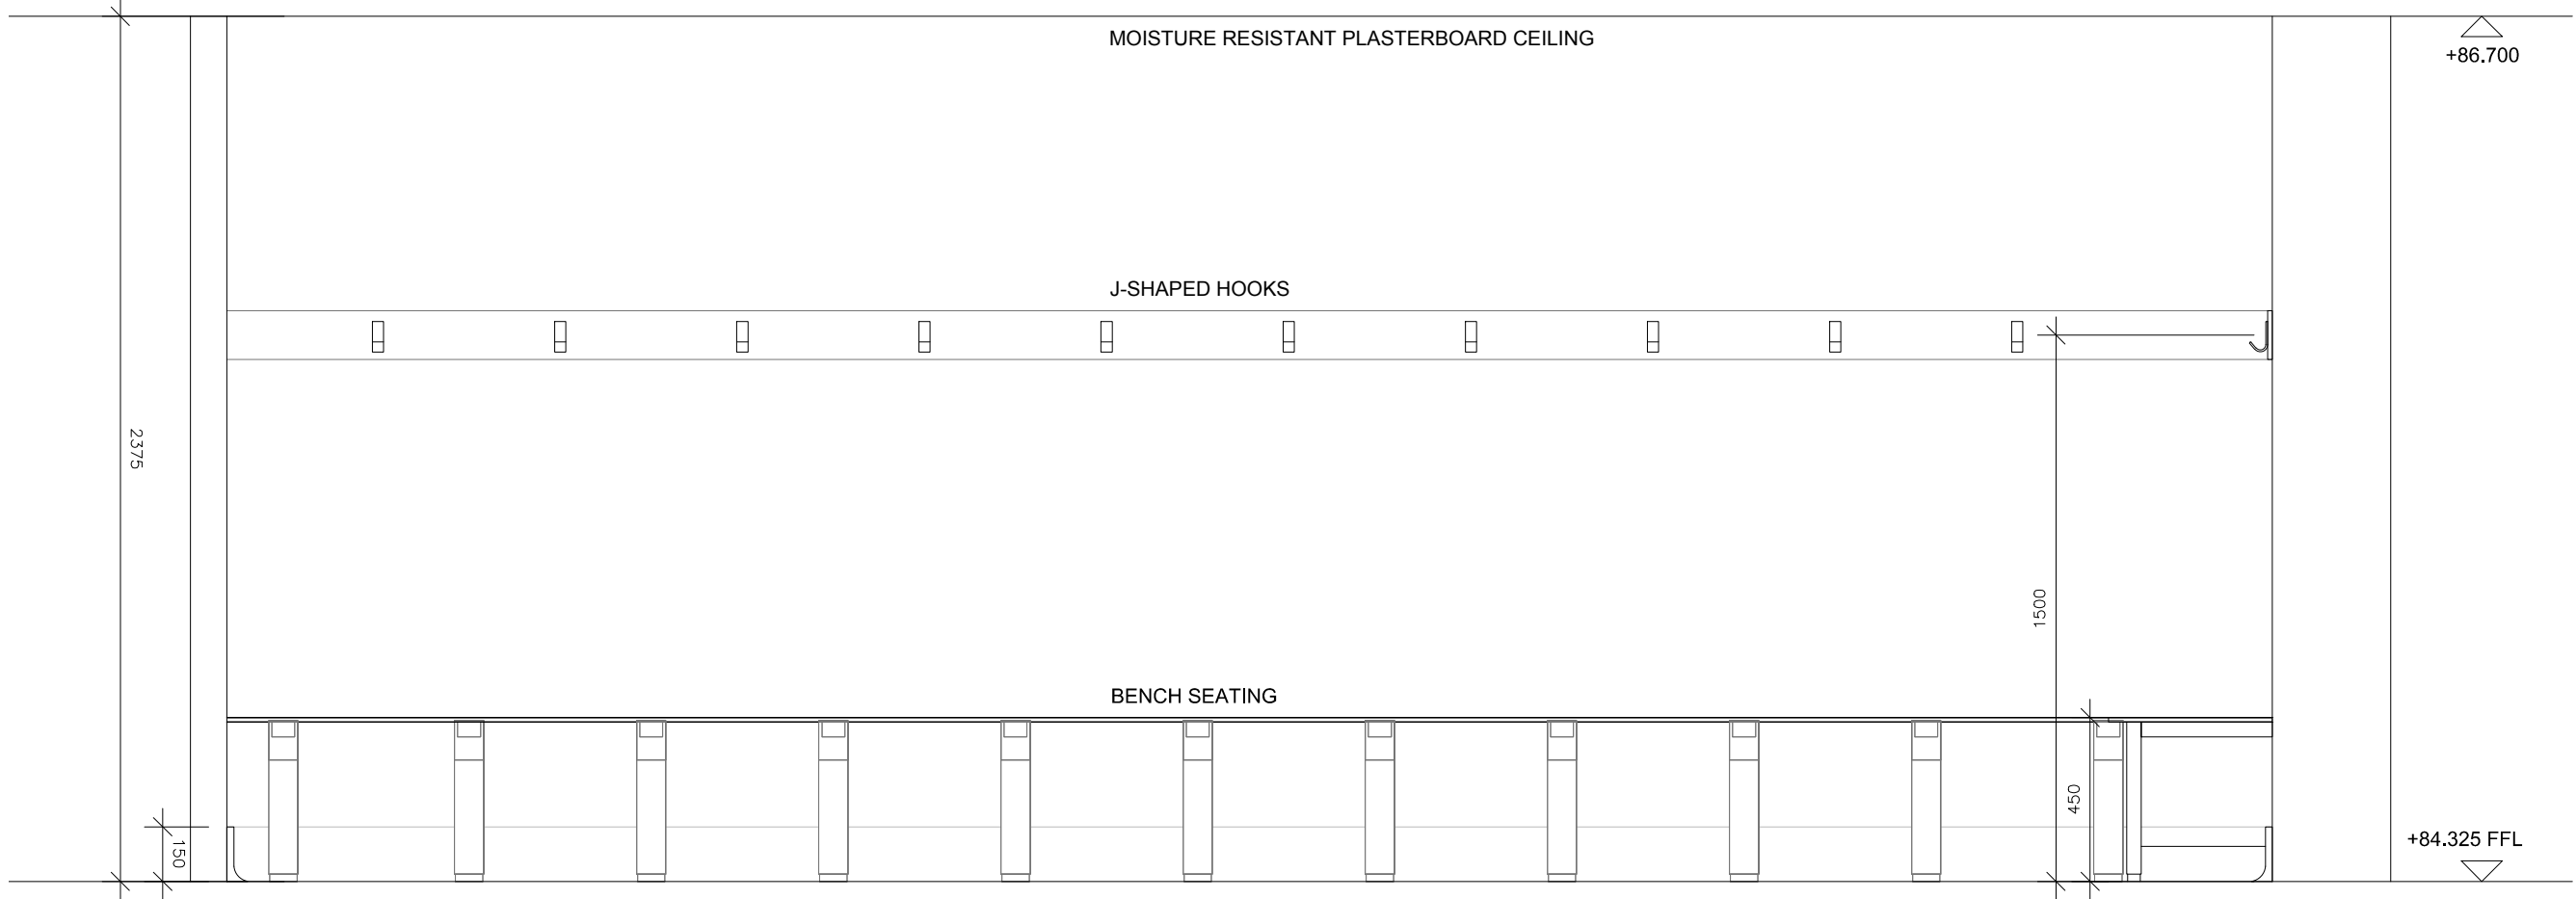 MOISTURE RESISTANT PLASTERBOARD CEILING
+86.700
J-SHAPED HOOKS
2375
1500
BENCH SEATING
450
150
+84.325 FFL